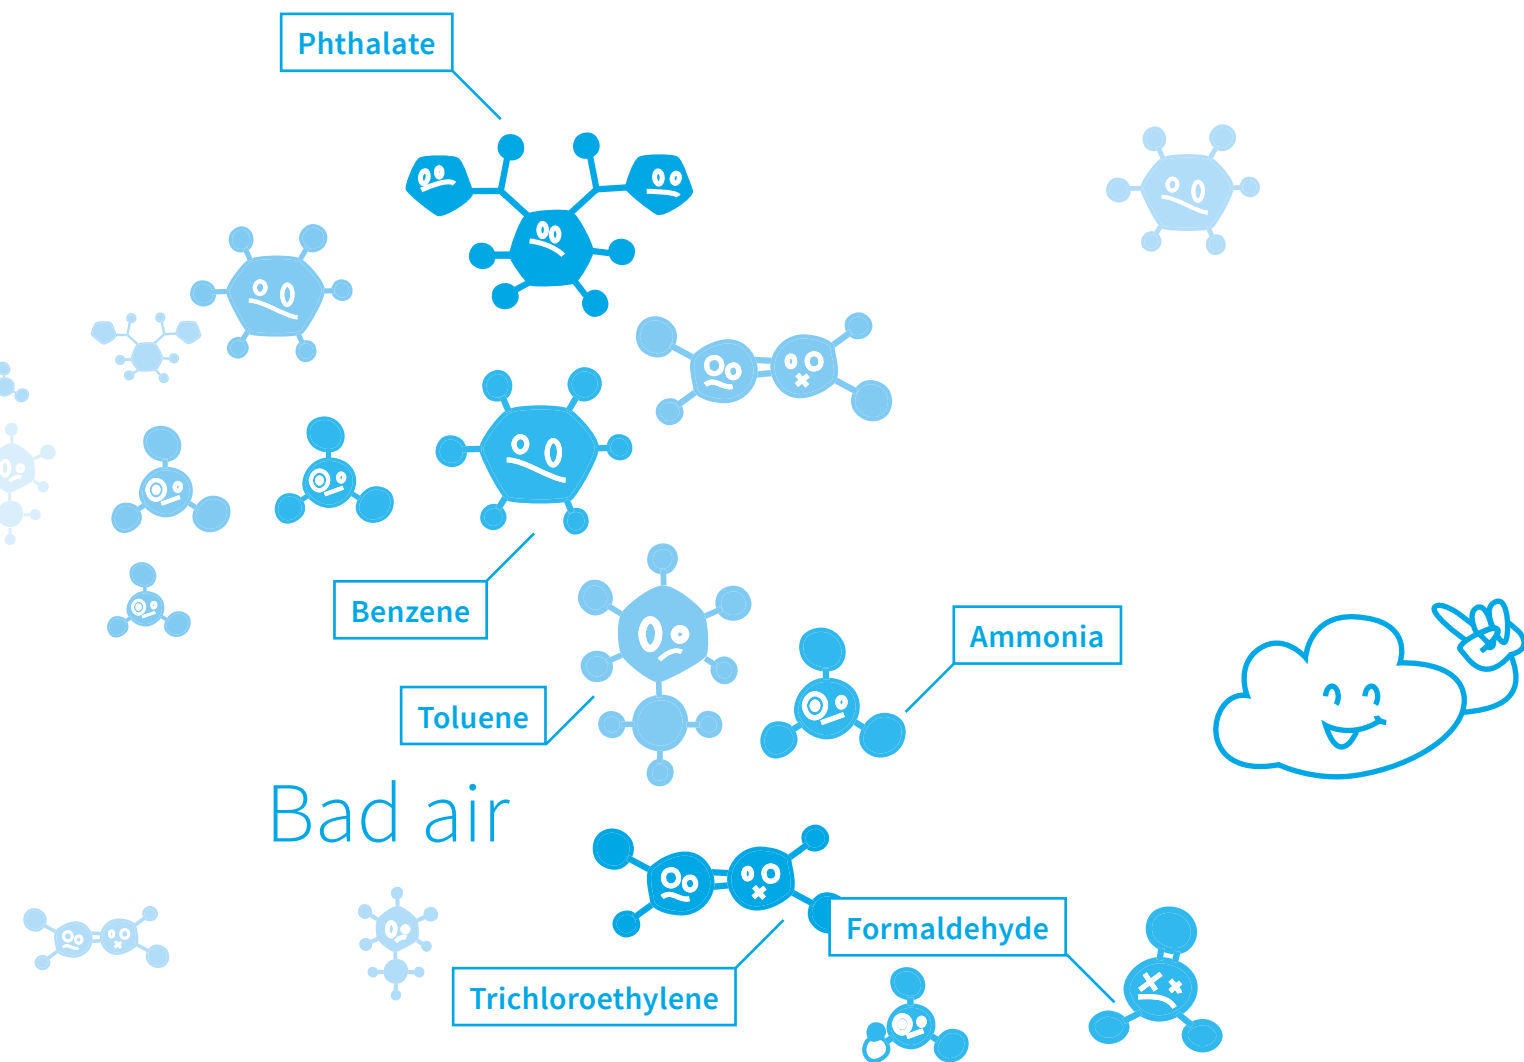 Phthalate
Benzene
Ammonia
Toluene
Bad air
Formaldehyde
Trichloroethylene